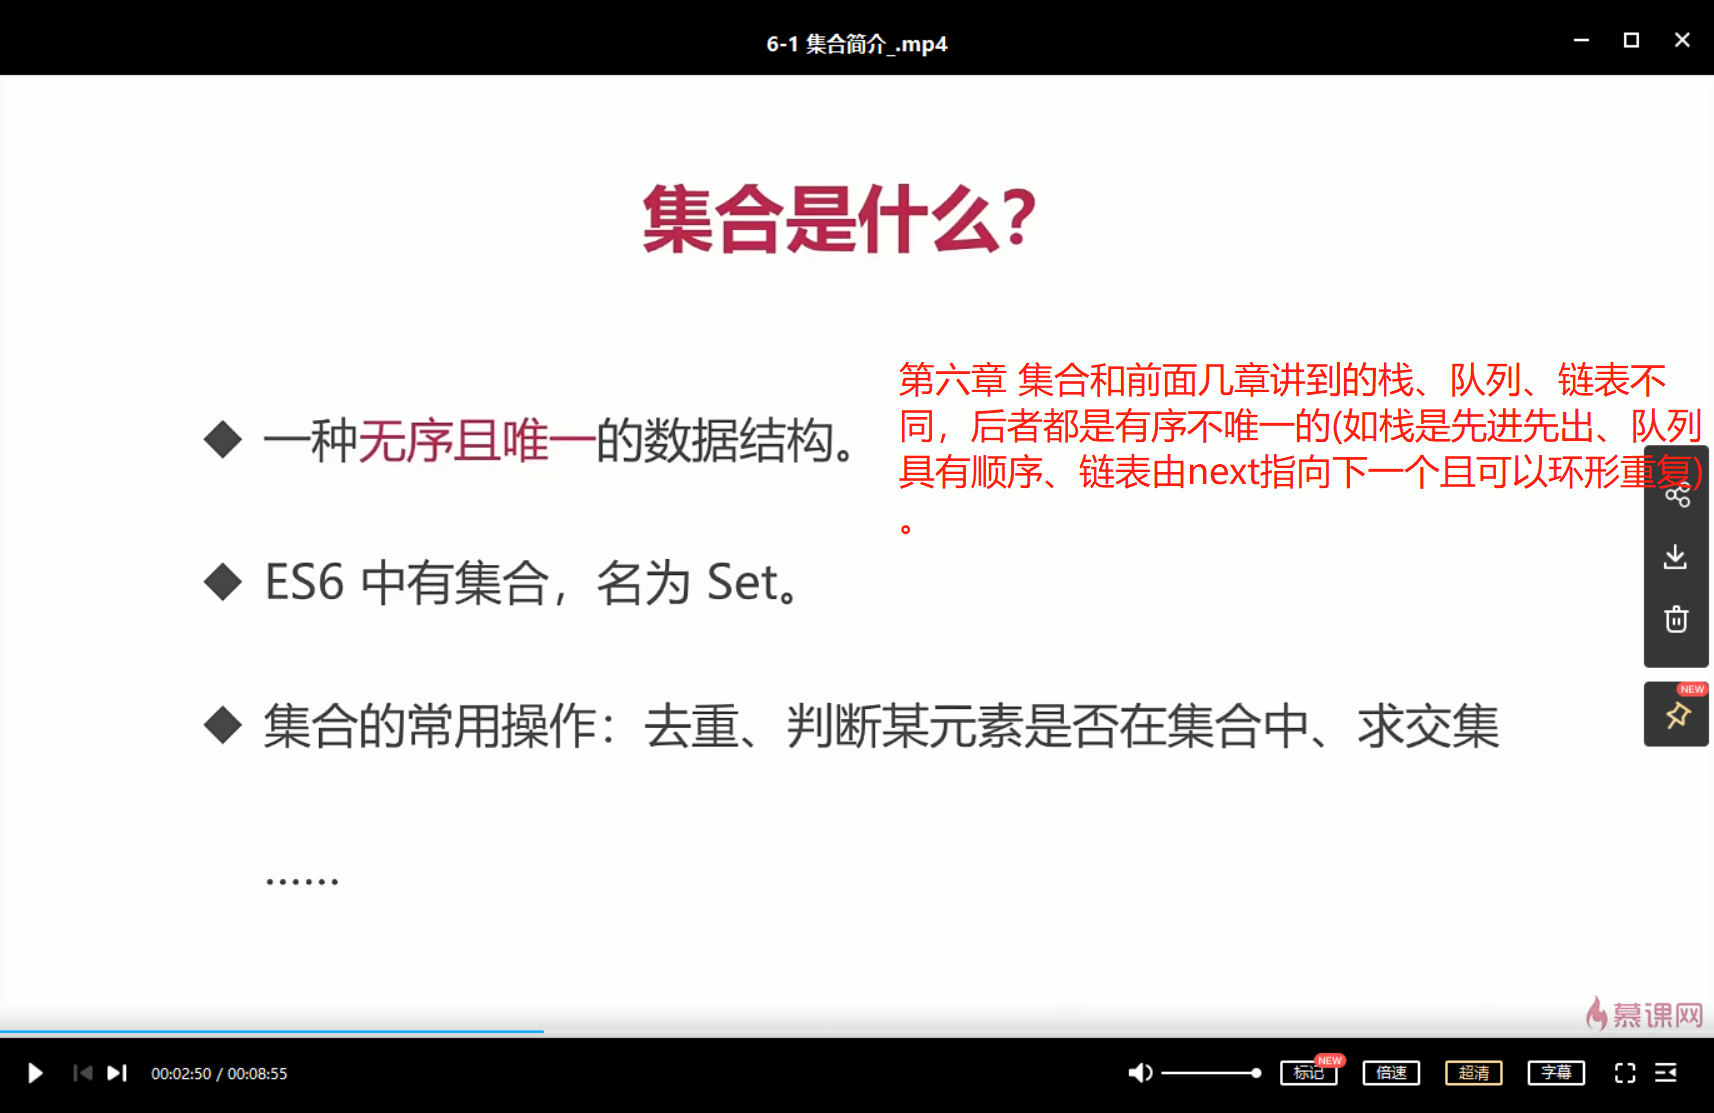 6-1 集合简介_.mp4
集合是什么？
第六章 集合和前面几章讲到的栈、队列、链表不
同，后者都是有序不唯一的(如栈是先进先出、队列
具有顺序、链表由next指向下一个且可以环形重复)
。
一种无序且唯一的数据结构。
ES6 中有集合，名为 Set。
集合的常用操作：去重、判断某元素是否在集合中、求交集
……
NEW
慕课网
00:02:50 / 00:08:55
标记
NEW
倍速
超清
字幕